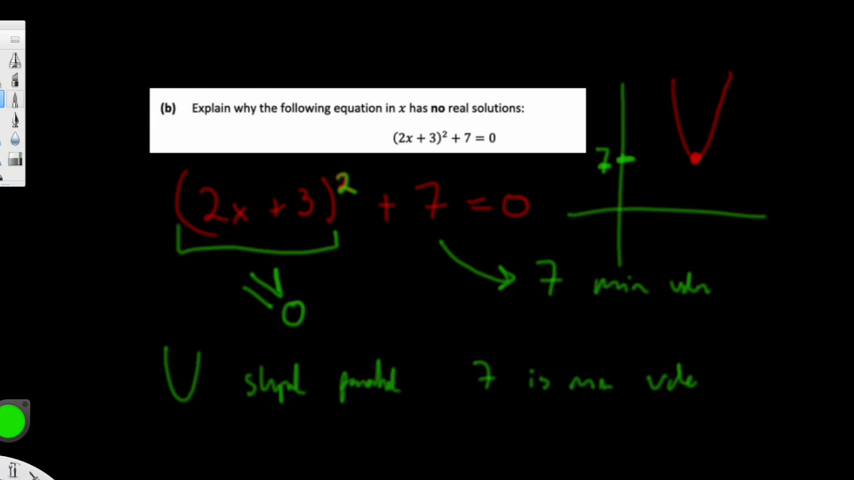 (b) Explain why the following equation in x has no real solutions:
(2x + 3)² + 7 = 0
7
(2x + 3)² + 7 = 0
≥ 0
7 min
U shaped
7 is